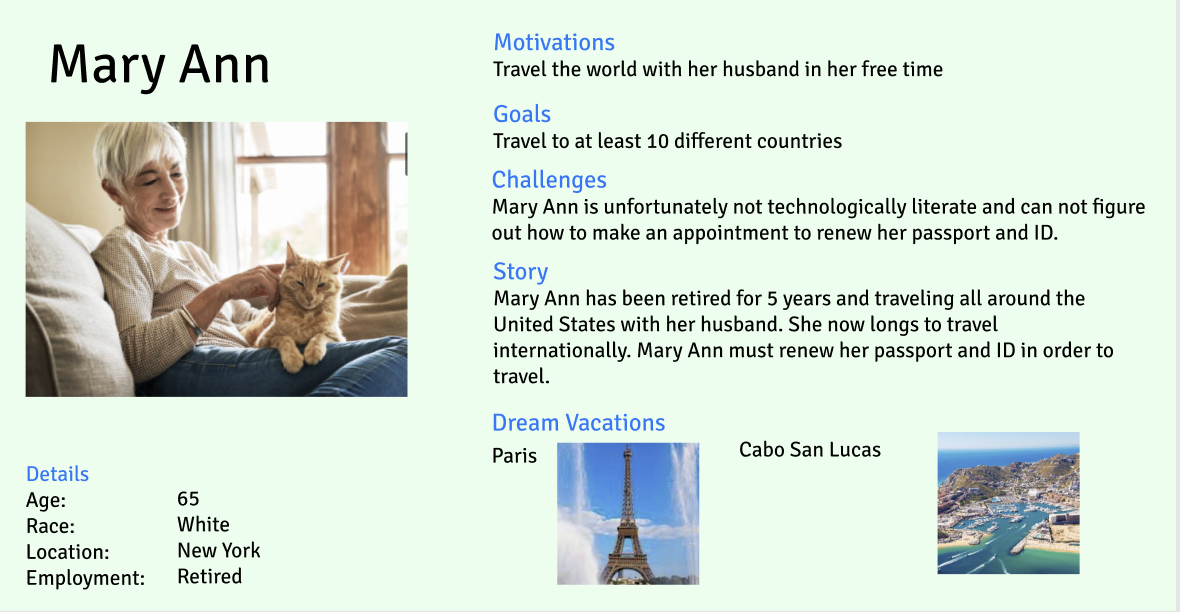 Mary Ann
Motivations
Travel the world with her husband in her free time
Goals
Travel to at least 10 different countries
Challenges
Mary Ann is unfortunately not technologically literate and can not figure
out how to make an appointment to renew her passport and ID.
Story
Mary Ann has been retired for 5 years and traveling all around the
United States with her husband. She now longs to travel
internationally. Mary Ann must renew her passport and ID in order to
travel.
Dream Vacations
Paris
Cabo San Lucas
Details
Age: 65
Race: White
Location: New York
Employment: Retired